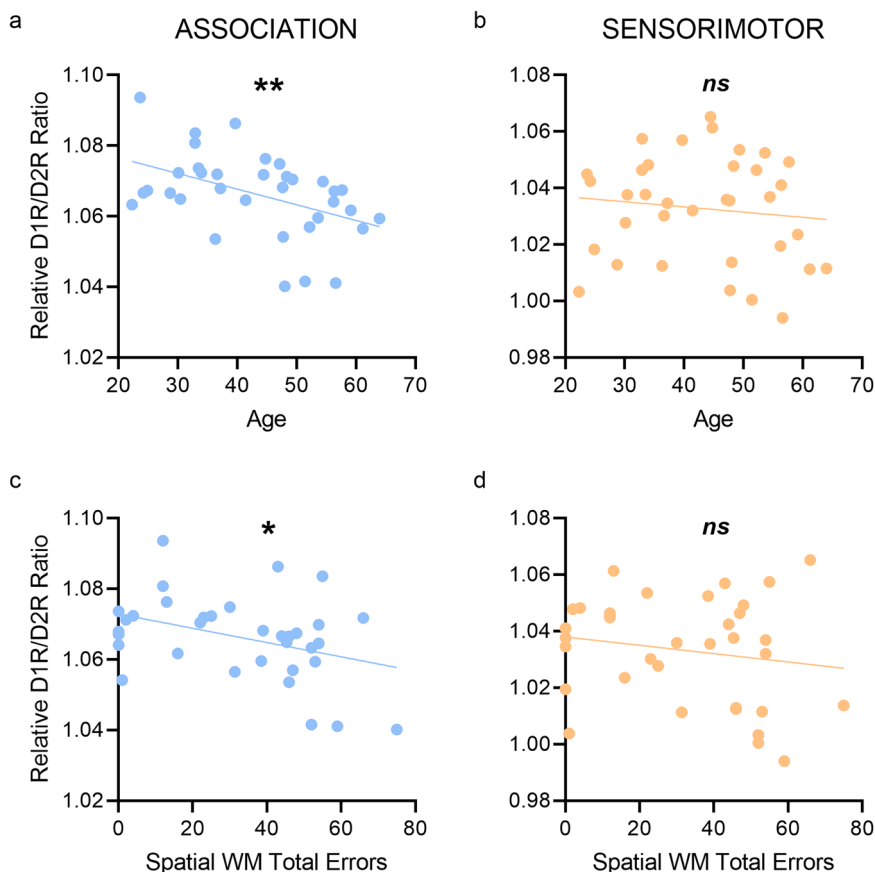 a
ASSOCIATION
b
SENSORIMOTOR
Relative D1R/D2R Ratio
1.10
1.08
1.06
1.04
1.02
**
20 30 40 50 60 70
Age
1.08
1.06
1.04
1.02
1.00
0.98
ns
20 30 40 50 60 70
Age
c
d
Relative D1R/D2R Ratio
1.10
1.08
1.06
1.04
1.02
*
0 20 40 60 80
Spatial WM Total Errors
1.08
1.06
1.04
1.02
1.00
0.98
ns
0 20 40 60 80
Spatial WM Total Errors